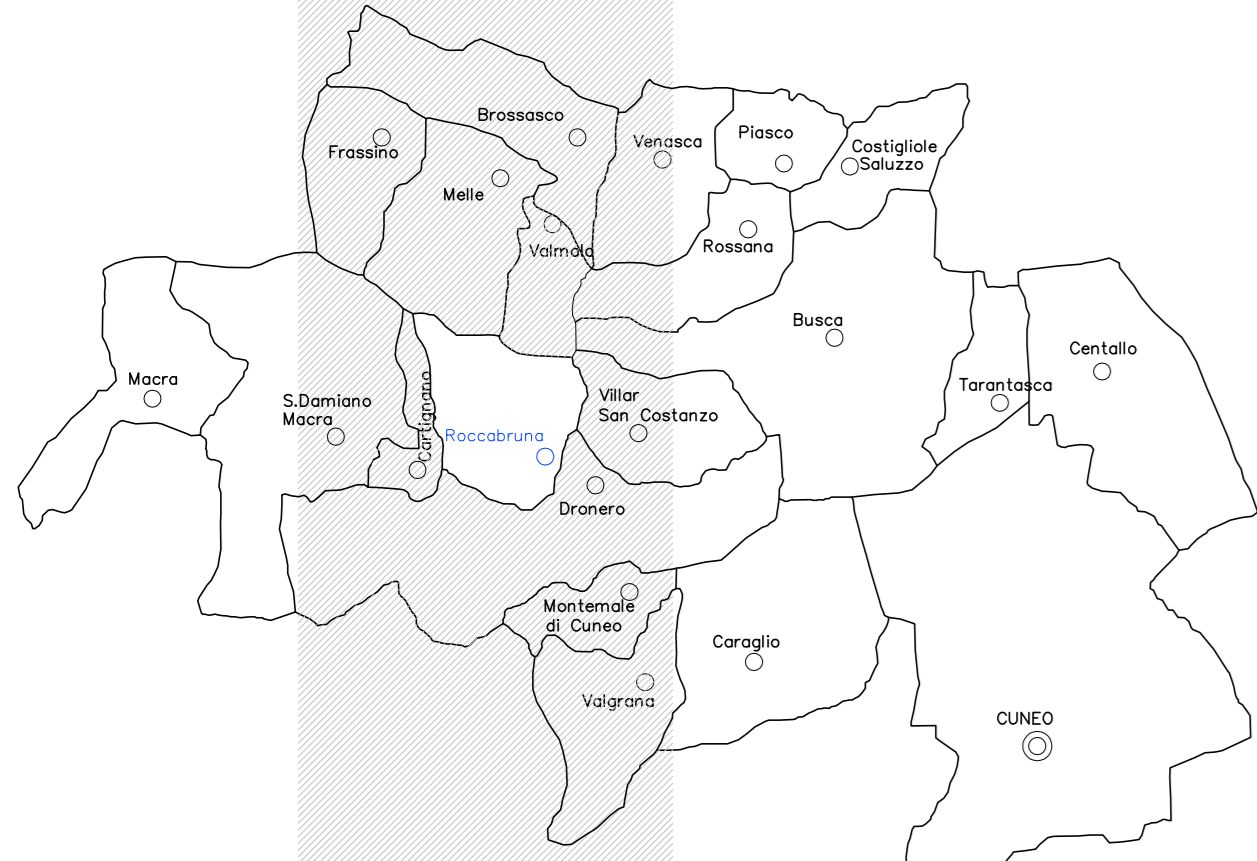 Brossasco
Piasco
Venasca
Costigliole
Saluzzo
Frassino
Melle
Rossana
Valmala
Busca
Centallo
Macra
Tarantasca
S.Damiano
Macra
Villar
San Costanzo
Cartignano
Roccabruna
Dronero
Montemale
di Cuneo
Caraglio
Valgrana
CUNEO